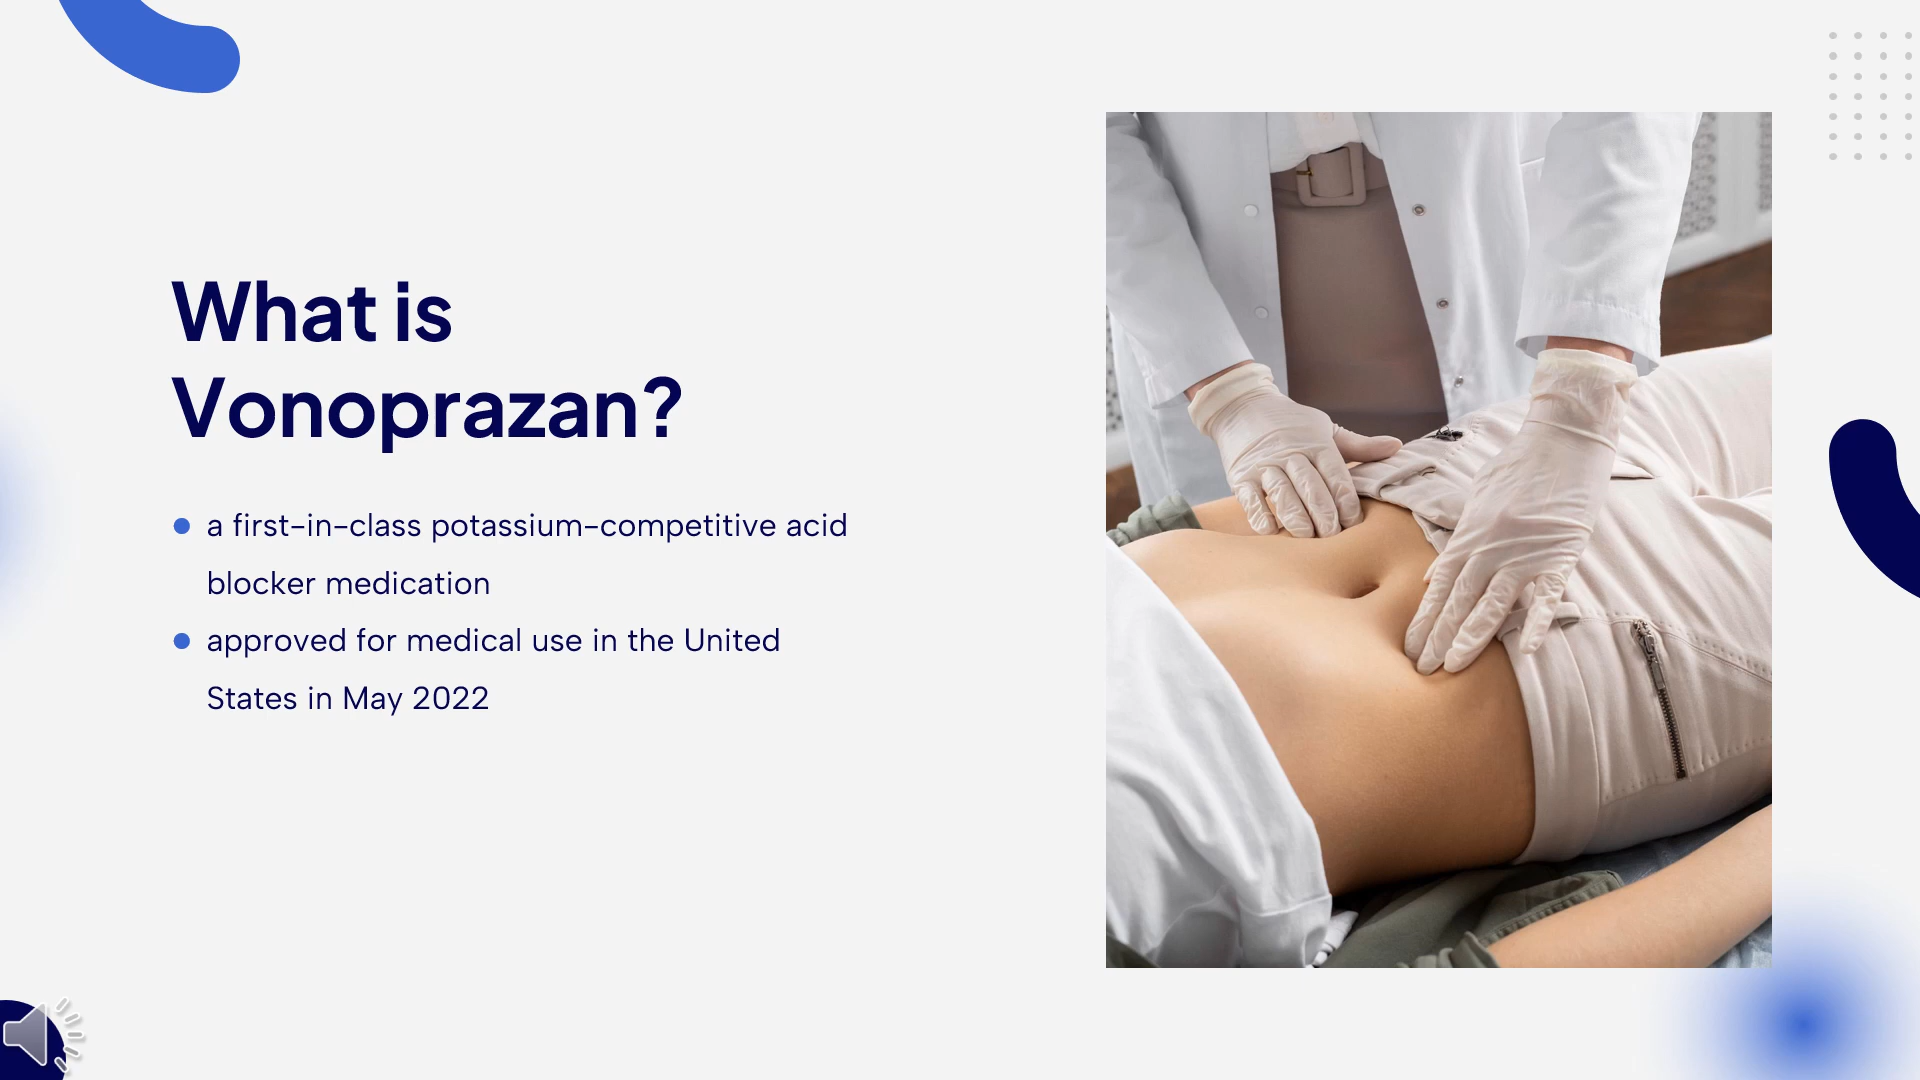 What is
Vonoprazan?
a first-in-class potassium-competitive acid
blocker medication
approved for medical use in the United
States in May 2022